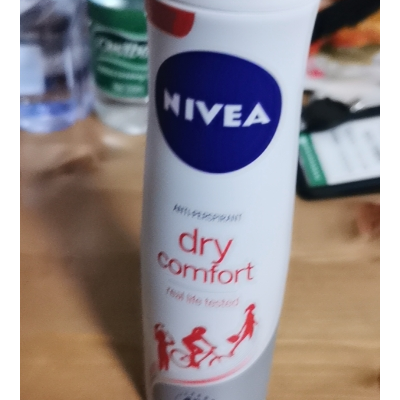 NIVEA
ANTI-PERSPIRANT
dry
comfort
real life tested